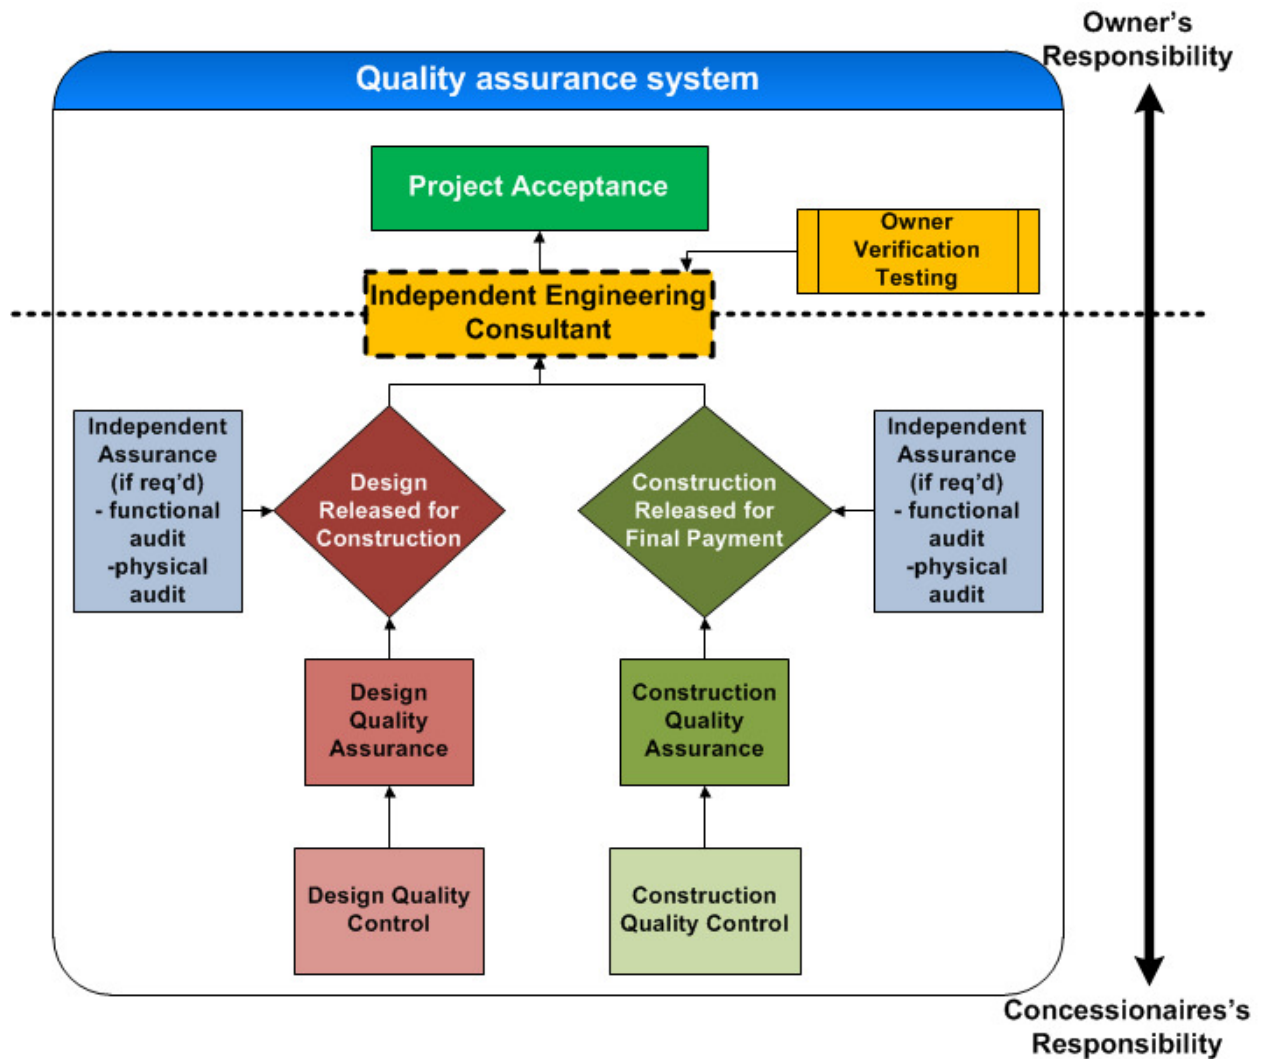 Owner's
Responsibility
Quality assurance system
Project Acceptance
Owner
Verification
Testing
Independent Engineering
Consultant
Independent
Assurance
(if req'd)
- functional
audit
-physical
audit
Design
Released for
Construction
Construction
Released for
Final Payment
Independent
Assurance
(if req'd)
- functional
audit
-physical
audit
Design
Quality
Assurance
Construction
Quality
Assurance
Design Quality
Control
Construction
Quality Control
Concessionaires's
Responsibility